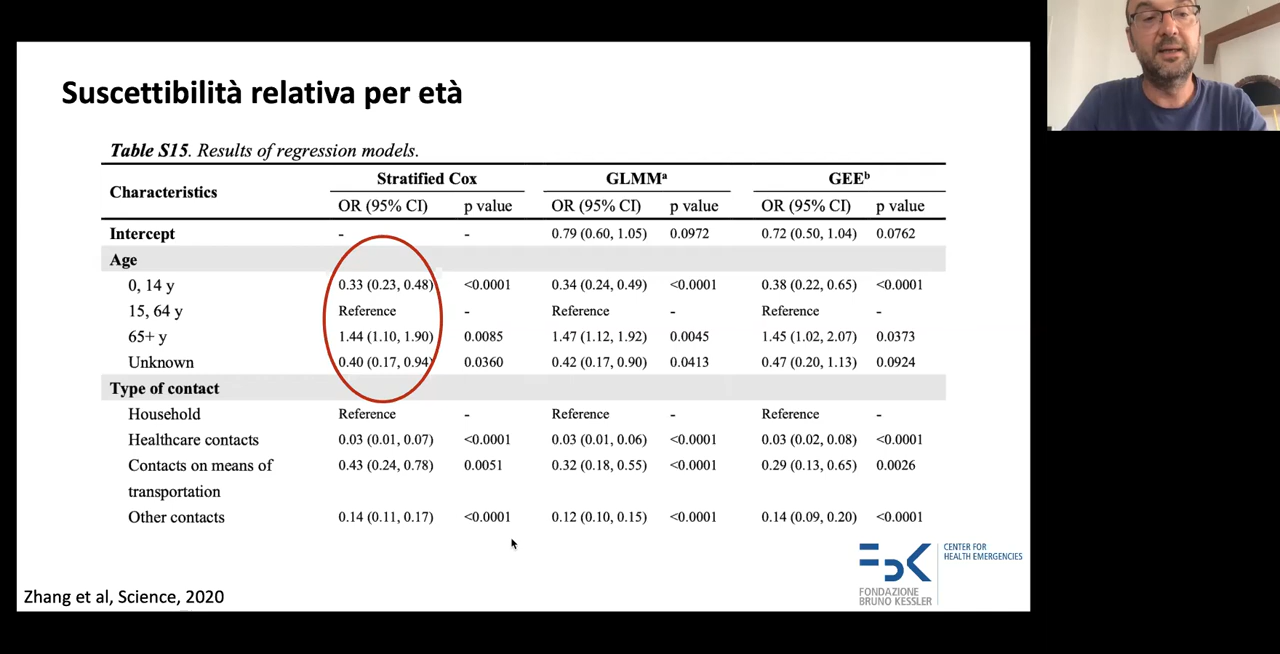 Suscettibilità relativa per età
Table S15. Results of regression models.
Characteristics Stratified Cox GLMMᵃ GEEᵇ
OR (95% CI) p value OR (95% CI) p value OR (95% CI) p value
Intercept - - 0.79 (0.60, 1.05) 0.0972 0.72 (0.50, 1.04) 0.0762
Age
0, 14 y 0.33 (0.23, 0.48) <0.0001 0.34 (0.24, 0.49) <0.0001 0.38 (0.22, 0.65) <0.0001
15, 64 y Reference - Reference - Reference -
65+ y 1.44 (1.10, 1.90) 0.0085 1.47 (1.12, 1.92) 0.0045 1.45 (1.02, 2.07) 0.0373
Unknown 0.40 (0.17, 0.94) 0.0360 0.42 (0.17, 0.90) 0.0413 0.47 (0.20, 1.13) 0.0924
Type of contact
Household Reference - Reference - Reference -
Healthcare contacts 0.03 (0.01, 0.07) <0.0001 0.03 (0.01, 0.06) <0.0001 0.03 (0.02, 0.08) <0.0001
Contacts on means of 0.43 (0.24, 0.78) 0.0051 0.32 (0.18, 0.55) <0.0001 0.29 (0.13, 0.65) 0.0026
transportation
Other contacts 0.14 (0.11, 0.17) <0.0001 0.12 (0.10, 0.15) <0.0001 0.14 (0.09, 0.20) <0.0001
FBK
CENTER FOR
HEALTH EMERGENCIES
FONDAZIONE
BRUNO KESSLER
Zhang et al, Science, 2020